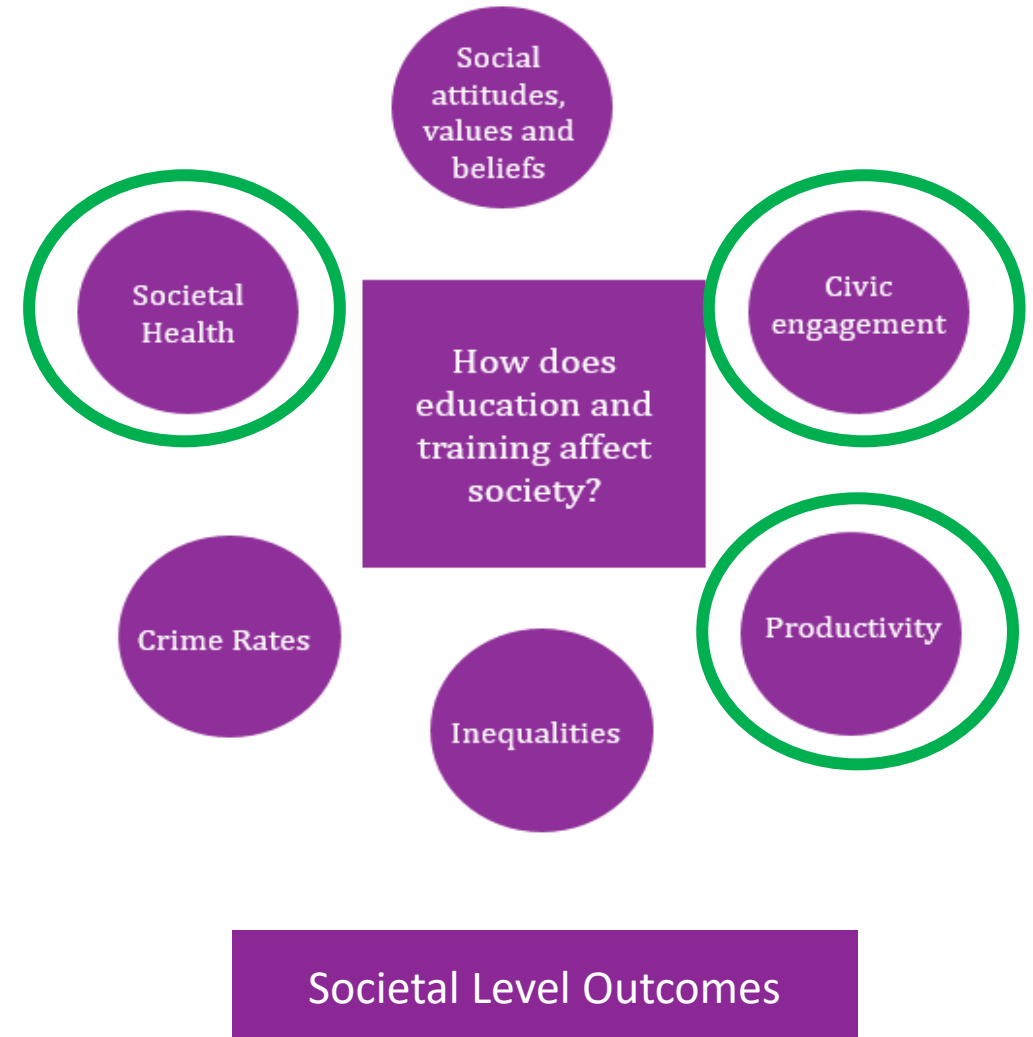 Social
attitudes,
values and
beliefs
Societal
Health
Civic
engagement
How does
education and
training affect
society?
Crime Rates
Productivity
Inequalities
Societal Level Outcomes